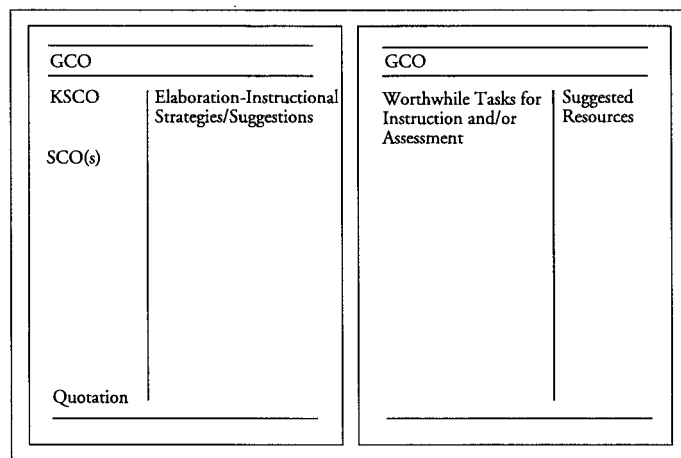 GCO
KSCO
Elaboration-Instructional
Strategies/Suggestions
SCO(s)
Quotation
GCO
Worthwhile Tasks for
Instruction and/or
Assessment
Suggested
Resources